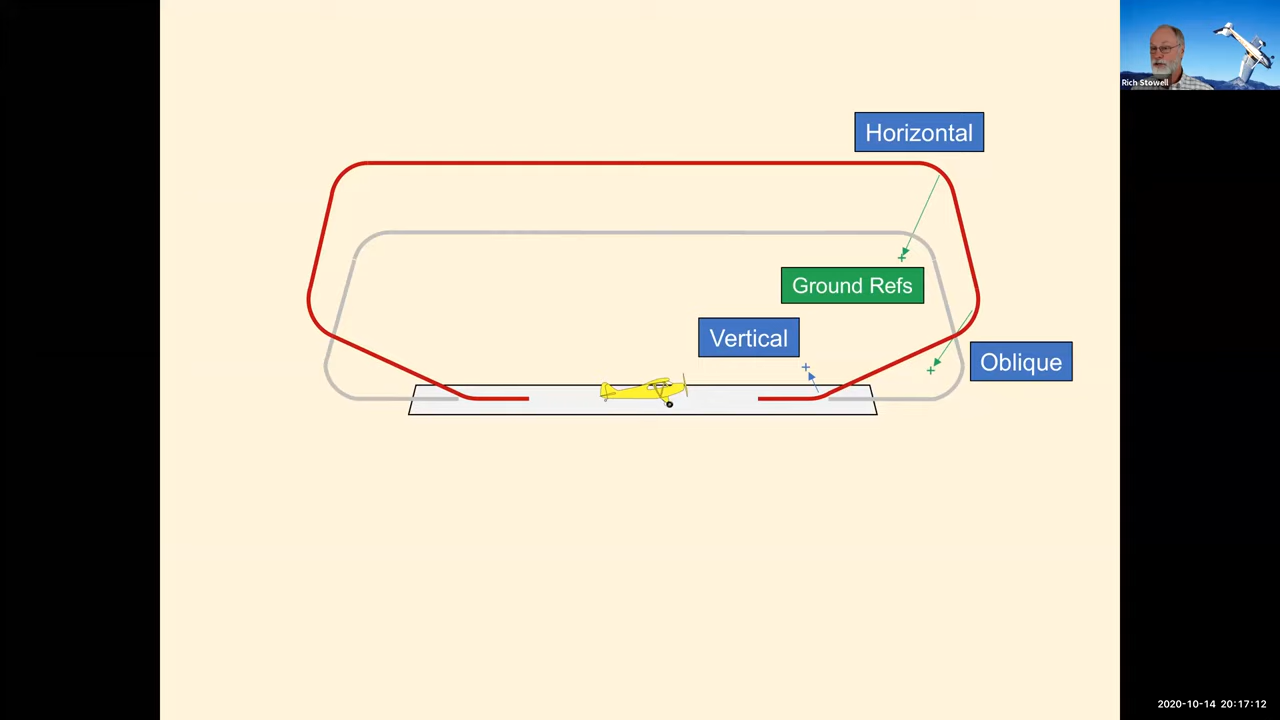 Rich Stowell
Horizontal
Ground Refs
Vertical
Oblique
2020-10-14 20:17:12